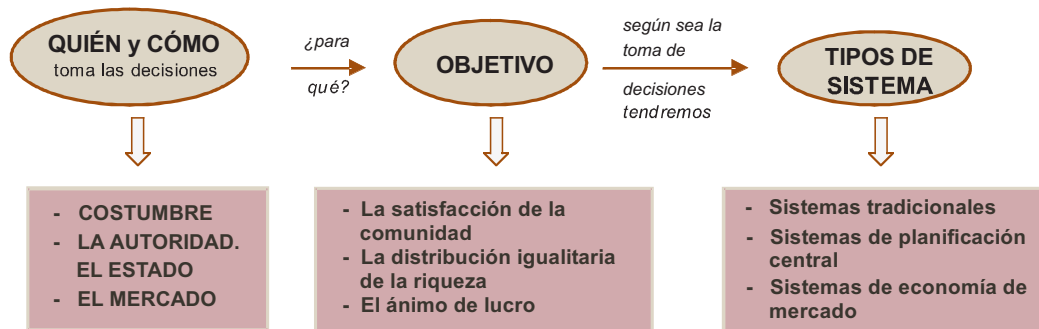 QUIÉN y CÓMO
toma las decisiones
¿para
qué?
OBJETIVO
según sea la
toma de
decisiones
tendremos
TIPOS DE
SISTEMA
- COSTUMBRE
- LA AUTORIDAD.
EL ESTADO
- EL MERCADO
- La satisfacción de la
comunidad
- La distribución igualitaria
de la riqueza
- El ánimo de lucro
- Sistemas tradicionales
- Sistemas de planificación
central
- Sistemas de economía de
mercado